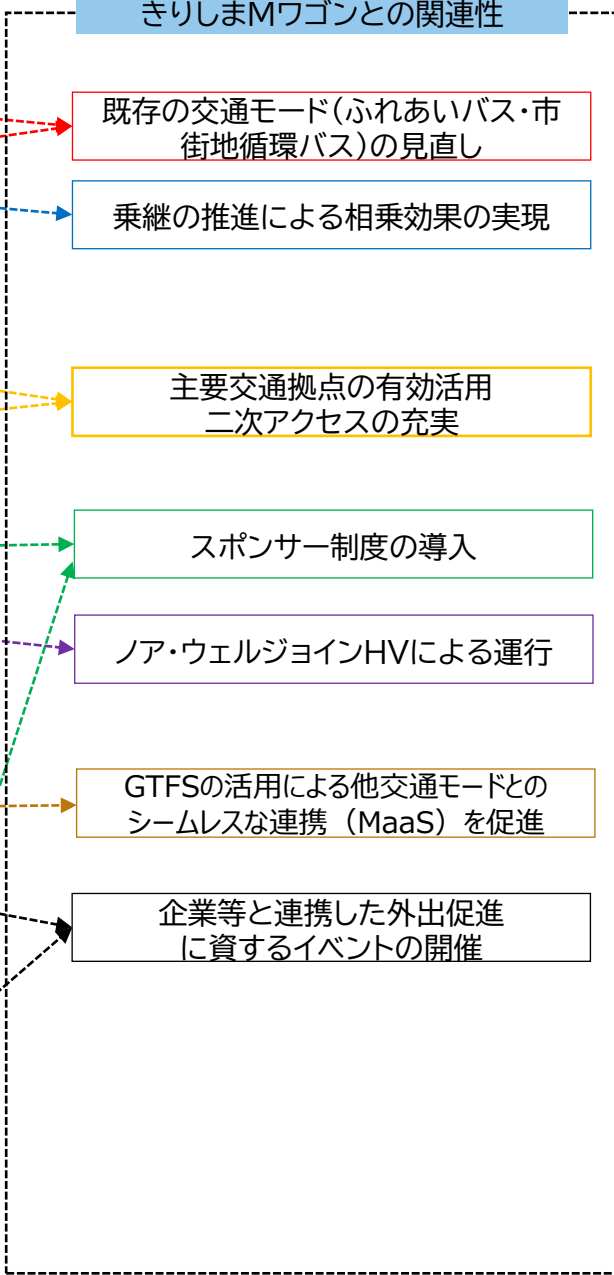 きりしまMワゴンとの関連性
既存の交通モード(ふれあいバス・市
街地循環バス)の見直し
乗継の推進による相乗効果の実現
主要交通拠点の有効活用
二次アクセスの充実
スポンサー制度の導入
ノア・ウェルジョインHVによる運行
GTFSの活用による他交通モードとの
シームレスな連携（MaaS）を促進
企業等と連携した外出促進
に資するイベントの開催